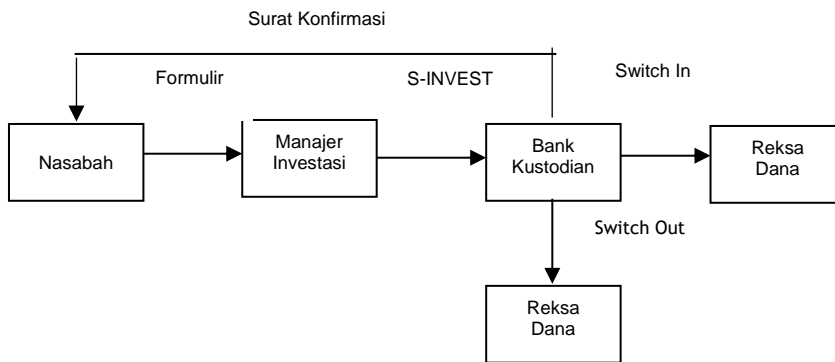 Surat Konfirmasi
Formulir
S-INVEST
Switch In
Nasabah
Manajer
Investasi
Bank
Kustodian
Reksa
Dana
Switch Out
Reksa
Dana